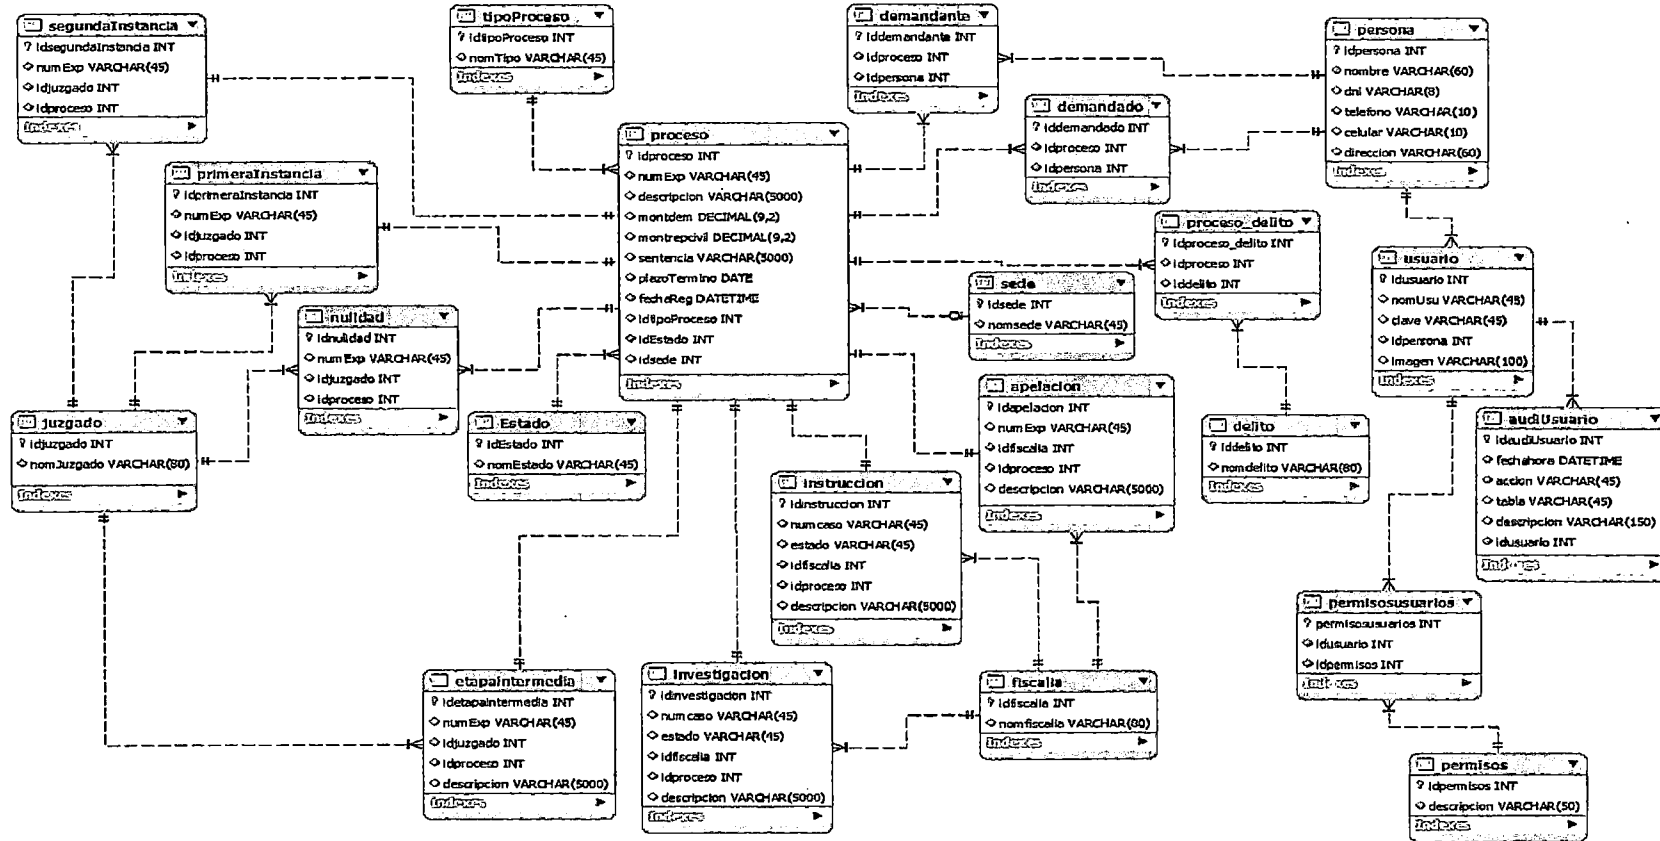 segundaInstancia
idsegundaInstancia INT
numExp VARCHAR(45)
idjuzgado INT
idproceso INT
Indexes
tipoProceso
idtipoProceso INT
nomTipo VARCHAR(45)
Indexes
demandante
iddemandante INT
idproceso INT
idpersona INT
Indexes
persona
idpersona INT
nombre VARCHAR(60)
dni VARCHAR(8)
telefono VARCHAR(10)
celular VARCHAR(10)
direccion VARCHAR(60)
Indexes
demandado
iddemandado INT
idproceso INT
idpersona INT
Indexes
proceso
idproceso INT
numExp VARCHAR(45)
descripcion VARCHAR(5000)
montdem DECIMAL(9,2)
montrepcivil DECIMAL(9,2)
sentencia VARCHAR(5000)
plazoTermino DATE
fechaReg DATETIME
idtipoProceso INT
idEstado INT
idsede INT
Indexes
primeraInstancia
idprimeraInstancia INT
numExp VARCHAR(45)
idjuzgado INT
idproceso INT
Indexes
proceso_delito
idproceso_delito INT
idproceso INT
iddelito INT
Indexes
usuario
idusuario INT
nomUsu VARCHAR(45)
clave VARCHAR(45)
idpersona INT
imagen VARCHAR(100)
Indexes
sede
idsede INT
nomsede VARCHAR(45)
Indexes
nulidad
idnulidad INT
numExp VARCHAR(45)
idjuzgado INT
idproceso INT
Indexes
apelacion
idapelacion INT
numExp VARCHAR(45)
idfiscalia INT
idproceso INT
descripcion VARCHAR(5000)
Indexes
juzgado
idjuzgado INT
nomJuzgado VARCHAR(80)
Indexes
Estado
idEstado INT
nomEstado VARCHAR(45)
Indexes
delito
iddelito INT
nomdelito VARCHAR(80)
Indexes
audiUsuario
idaudiUsuario INT
fechahora DATETIME
accion VARCHAR(45)
tabla VARCHAR(45)
descripcion VARCHAR(150)
idusuario INT
Indexes
instruccion
idinstruccion INT
numcaso VARCHAR(45)
estado VARCHAR(45)
idfiscalia INT
idproceso INT
descripcion VARCHAR(5000)
Indexes
permisosusuarios
permisosusuarios INT
idusuario INT
idpermisos INT
Indexes
etapaintermedia
idetapaintermedia INT
numExp VARCHAR(45)
idjuzgado INT
idproceso INT
descripcion VARCHAR(5000)
Indexes
investigacion
idinvestigacion INT
numcaso VARCHAR(45)
estado VARCHAR(45)
idfiscalia INT
idproceso INT
descripcion VARCHAR(5000)
Indexes
fiscalia
idfiscalia INT
nomfiscalia VARCHAR(80)
Indexes
permisos
idpermisos INT
descripcion VARCHAR(50)
Indexes